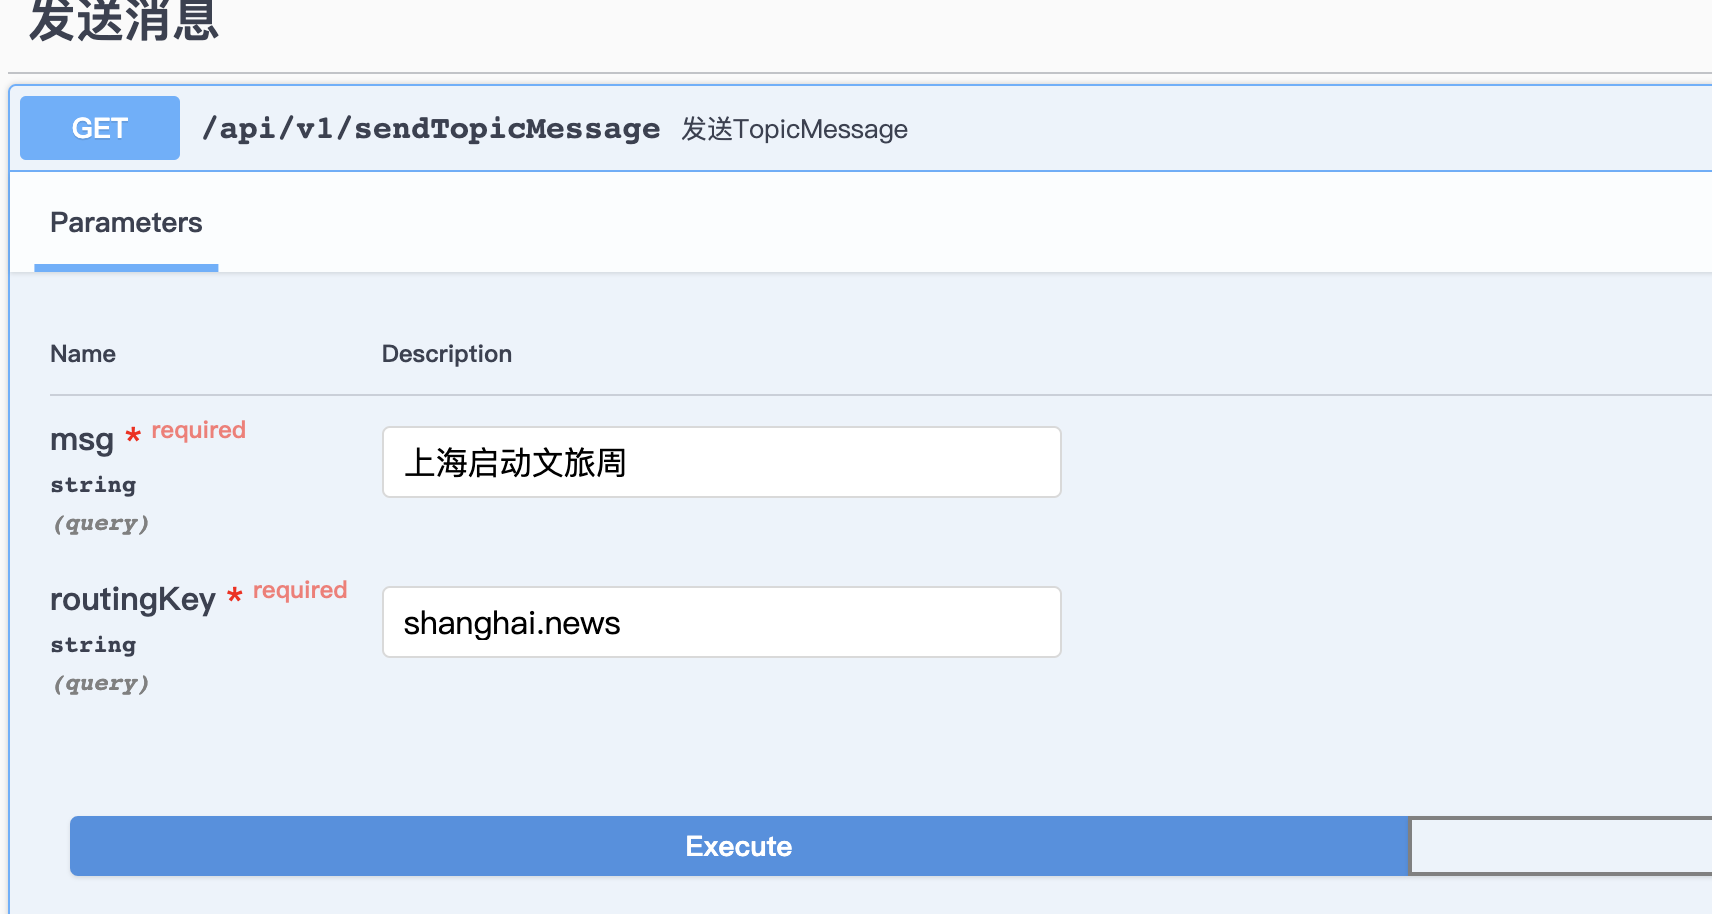 发送消息
GET /api/v1/sendTopicMessage 发送TopicMessage
Parameters
Name Description
msg * required
string
(query)
上海启动文旅周
routingKey * required
string
(query)
shanghai.news
Execute